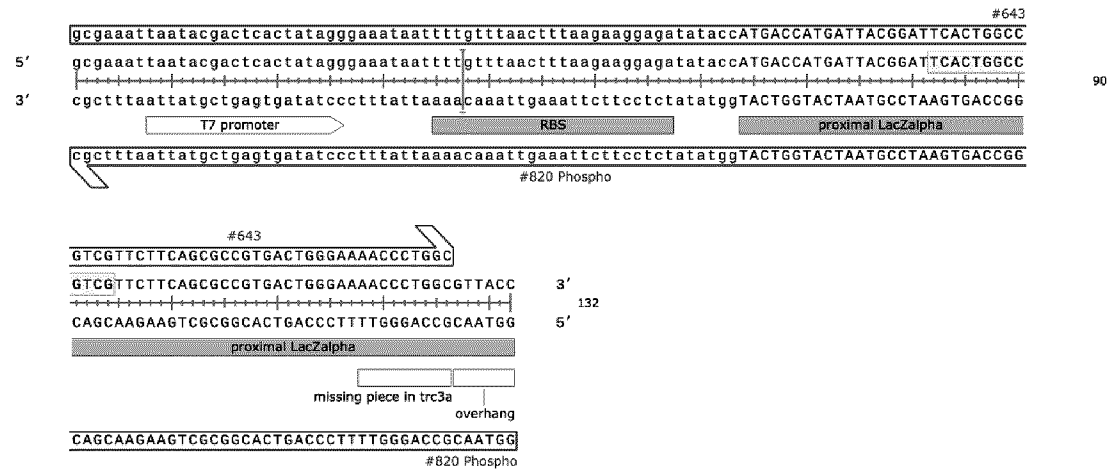 #643
gcgaaattaatacgactcactatagggaaataattttgtttaactttaagaaggagatataccATGACCATGATTACGGATTCACTGGCC
5′ gcgaaattaatacgactcactatagggaaataattttgtttaactttaagaaggagatataccATGACCATGATTACGGATTCACTGGCC
90
3′ cgctttaattatgctgagtgatatccctttattaaaacaaattgaaattcttcctctatatggTACTGGTACTAATGCCTAAGTGACCGG
T7 promoter RBS proximal LacZalpha
cgctttaattatgctgagtgatatccctttattaaaacaaattgaaattcttcctctatatggTACTGGTACTAATGCCTAAGTGACCGG
#820 Phospho
#643
GTCGTTCTTCAGCGCCGTGACTGGGAAAACCCTGGC
GTCGTTCTTCAGCGCCGTGACTGGGAAAACCCTGGCGTTACC 3′
132
CAGCAAGAAGTCGCGGCACTGACCCTTTTGGGACCGCAATGG 5′
proximal LacZalpha
missing piece in trc3a
overhang
CAGCAAGAAGTCGCGGCACTGACCCTTTTGGGACCGCAATGG
#820 Phospho